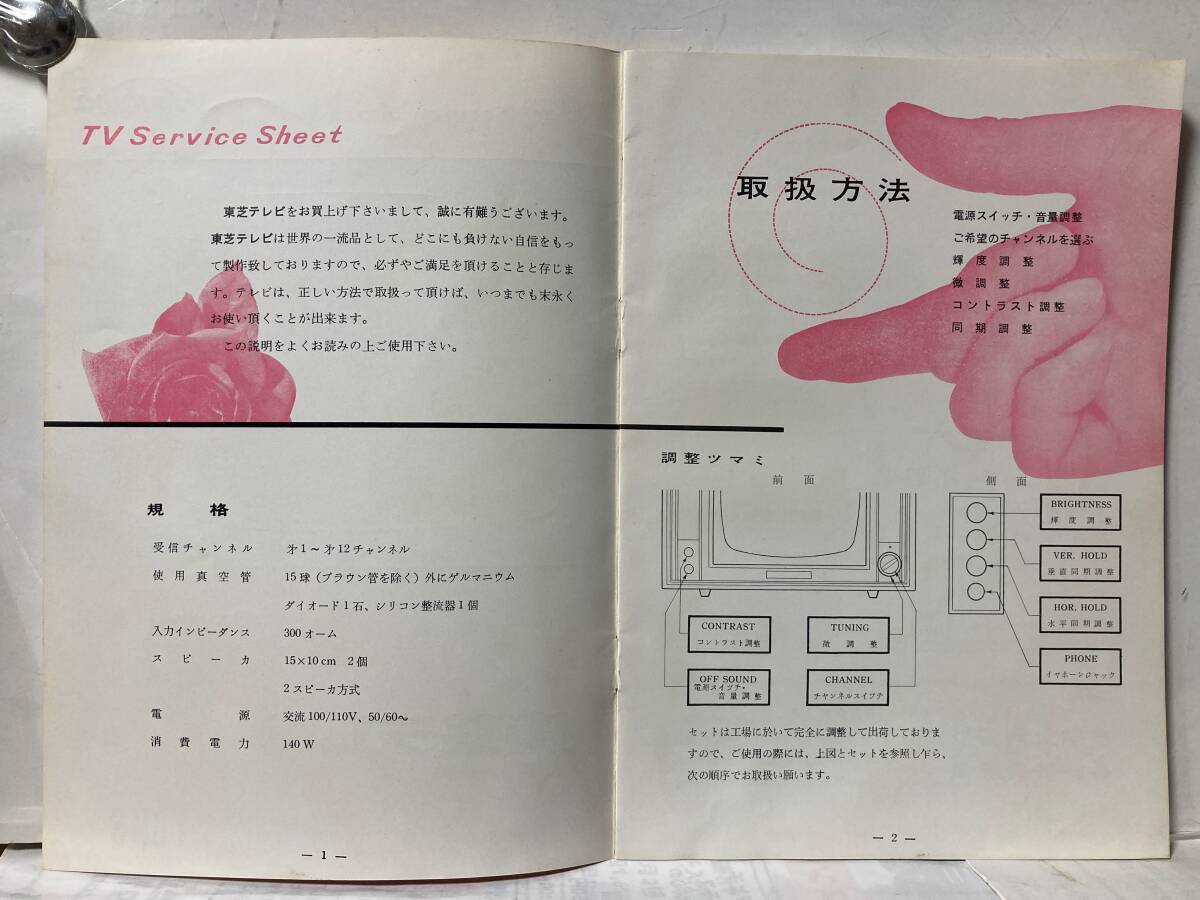 TV Service Sheet
東芝テレビをお買上げ下さいまして、誠に有難うございます。
東芝テレビは世界の一流品として、どこにも負けない自信をもっ
て製作致しておりますので、必ずやご満足を頂けることと存じま
す。テレビは、正しい方法で取扱って頂けば、いつまでも末永く
お使い頂くことが出来ます。
この説明をよくお読みの上ご使用下さい。
規格
受信チャンネル 才1～才12チャンネル
使用真空管 15球（ブラウン管を除く）外にゲルマニウム
ダイオード1石、シリコン整流器1個
入力インピーダンス 300オーム
スピーカ 15×10cm 2個
2スピーカ方式
電源 交流100/110V、50/60～
消費電力 140W
— 1 —
取扱方法
電源スイッチ・音量調整
ご希望のチャンネルを選ぶ
輝度調整
微調整
コントラスト調整
同期調整
調整ツマミ
前面
側面
BRIGHTNESS
輝度調整
VER. HOLD
垂直同期調整
HOR. HOLD
水平同期調整
PHONE
イヤホーンジャック
CONTRAST
コントラスト調整
TUNING
微調整
OFF SOUND
電源スイツチ・
音量調整
CHANNEL
チャンネルスイツチ
セットは工場に於いて完全に調整して出荷しておりま
すので、ご使用の際には、上図とセットを参照し乍ら、
次の順序でお取扱い願います。
— 2 —